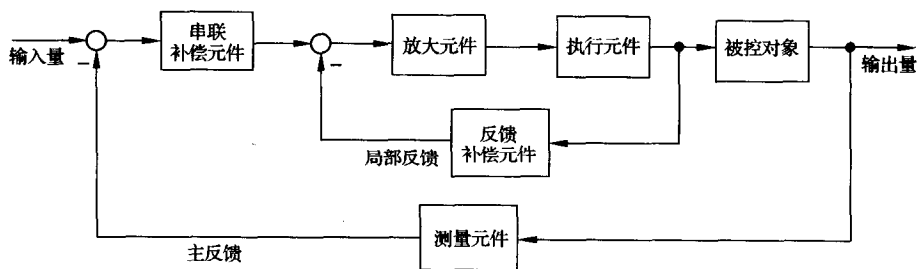 输入量
串联
补偿元件
放大元件
执行元件
被控对象
输出量
反馈
补偿元件
局部反馈
测量元件
主反馈